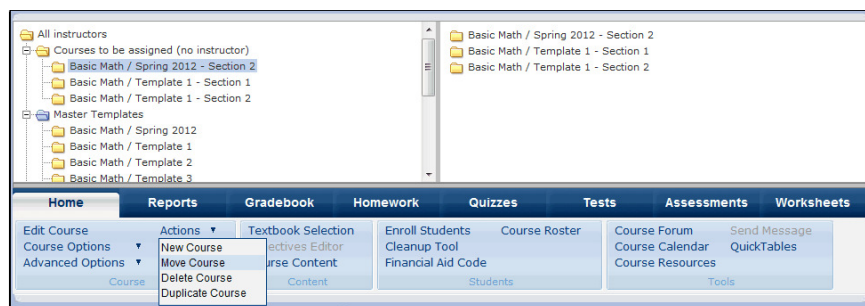 All instructors
Courses to be assigned (no instructor)
Basic Math / Spring 2012 - Section 2
Basic Math / Template 1 - Section 1
Basic Math / Template 1 - Section 2
Master Templates
Basic Math / Spring 2012
Basic Math / Template 1
Basic Math / Template 2
Basic Math / Template 3
Basic Math / Spring 2012 - Section 2
Basic Math / Template 1 - Section 1
Basic Math / Template 1 - Section 2
Home Reports Gradebook Homework Quizzes Tests Assessments Worksheets
Edit Course Actions
Course Options
Advanced Options
Course
New Course
Move Course
Delete Course
Duplicate Course
Textbook Selection
Editor
Content
Content
Enroll Students Course Roster
Cleanup Tool
Financial Aid Code
Students
Course Forum Send Message
Course Calendar QuickTables
Course Resources
Tools